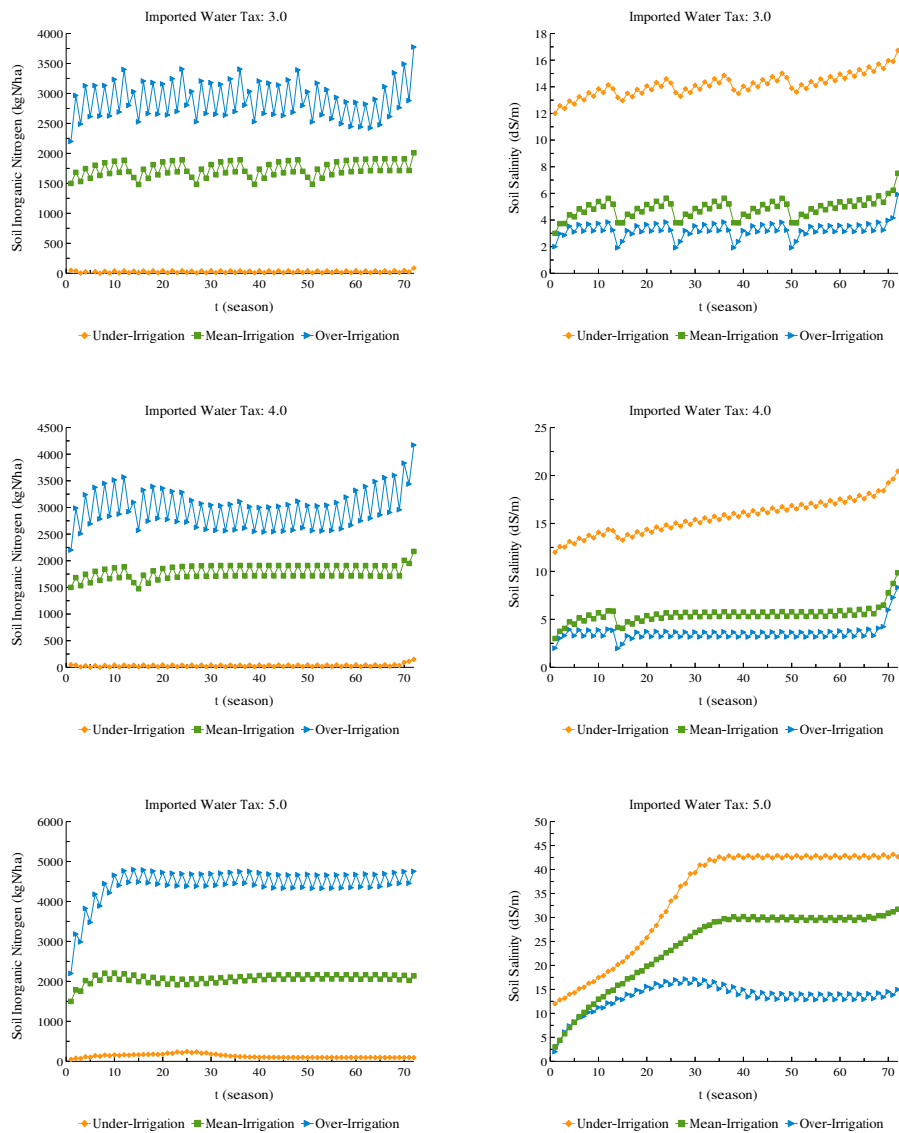 Imported Water Tax: 3.0
Soil Inorganic Nitrogen (kgN/ha)
4000
3500
3000
2500
2000
1500
1000
500
0
0 10 20 30 40 50 60 70
t (season)
Under-Irrigation Mean-Irrigation Over-Irrigation
Imported Water Tax: 3.0
Soil Salinity (dS/m)
18
16
14
12
10
8
6
4
2
0
0 10 20 30 40 50 60 70
t (season)
Under-Irrigation Mean-Irrigation Over-Irrigation
Imported Water Tax: 4.0
Soil Inorganic Nitrogen (kgN/ha)
4500
4000
3500
3000
2500
2000
1500
1000
500
0
0 10 20 30 40 50 60 70
t (season)
Under-Irrigation Mean-Irrigation Over-Irrigation
Imported Water Tax: 4.0
Soil Salinity (dS/m)
25
20
15
10
5
0
0 10 20 30 40 50 60 70
t (season)
Under-Irrigation Mean-Irrigation Over-Irrigation
Imported Water Tax: 5.0
Soil Inorganic Nitrogen (kgN/ha)
6000
5000
4000
3000
2000
1000
0
0 10 20 30 40 50 60 70
t (season)
Under-Irrigation Mean-Irrigation Over-Irrigation
Imported Water Tax: 5.0
Soil Salinity (dS/m)
50
45
40
35
30
25
20
15
10
5
0
0 10 20 30 40 50 60 70
t (season)
Under-Irrigation Mean-Irrigation Over-Irrigation